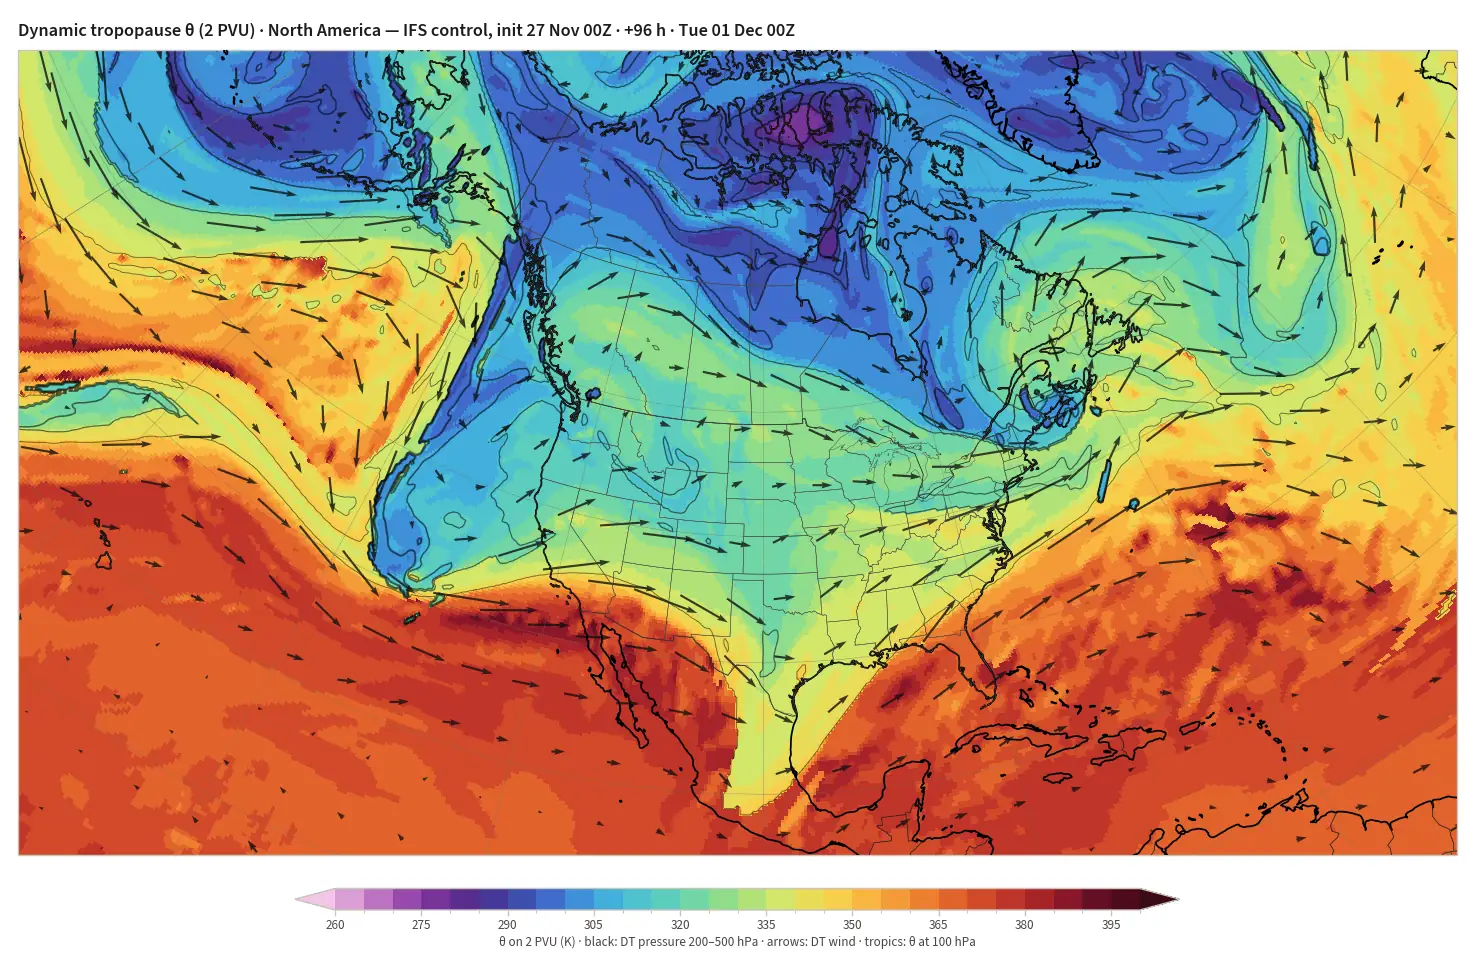 Dynamic tropopause θ (2 PVU) · North America — IFS control, init 27 Nov 00Z · +96 h · Tue 01 Dec 00Z
260 275 290 305 320 335 350 365 380 395
θ on 2 PVU (K) · black: DT pressure 200–500 hPa · arrows: DT wind · tropics: θ at 100 hPa